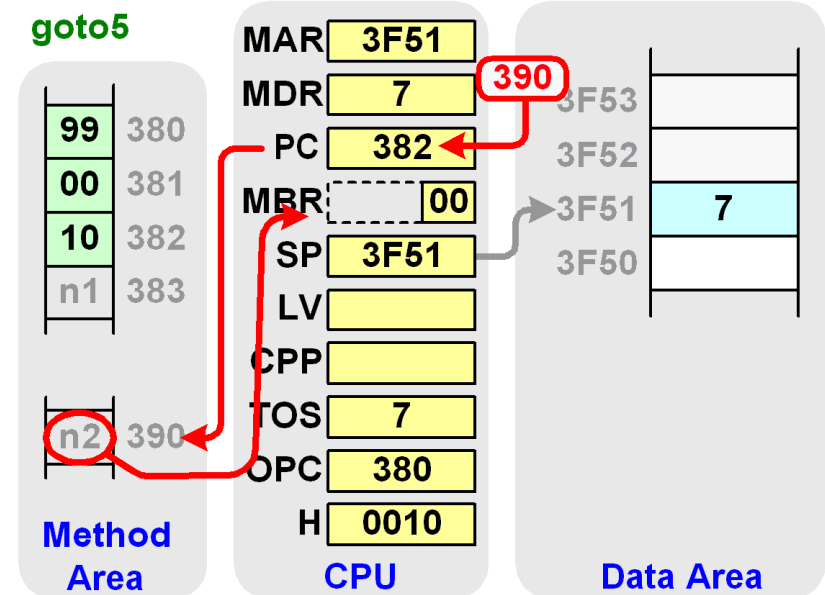 goto5
99 380
00 381
10 382
n1 383
n2 390
Method
Area
MAR 3F51
MDR 7
390
PC 382
MBR 00
SP 3F51
LV
CPP
TOS 7
OPC 380
H 0010
CPU
3F53
3F52
3F51 7
3F50
Data Area